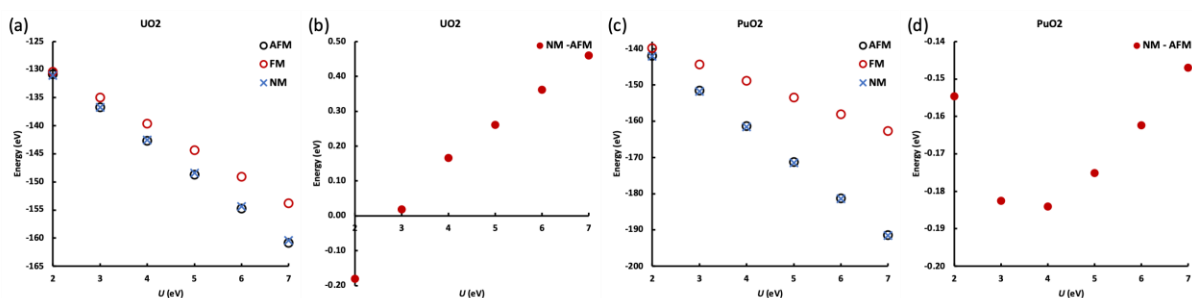 (a)
UO2
Energy (eV)
-125
-130
-135
-140
-145
-150
-155
-160
-165
2 3 4 5 6 7
U (eV)
AFM
FM
NM
(b)
UO2
Energy (eV)
0.50
0.40
0.30
0.20
0.10
0.00
-0.10
-0.20
2 3 4 5 6 7
U (eV)
NM -AFM
(c)
PuO2
Energy (eV)
-140
-150
-160
-170
-180
-190
-200
2 3 4 5 6 7
U (eV)
AFM
FM
NM
(d)
PuO2
Energy (eV)
-0.14
-0.15
-0.16
-0.17
-0.18
-0.19
-0.20
2 3 4 5 6 7
U (eV)
NM - AFM